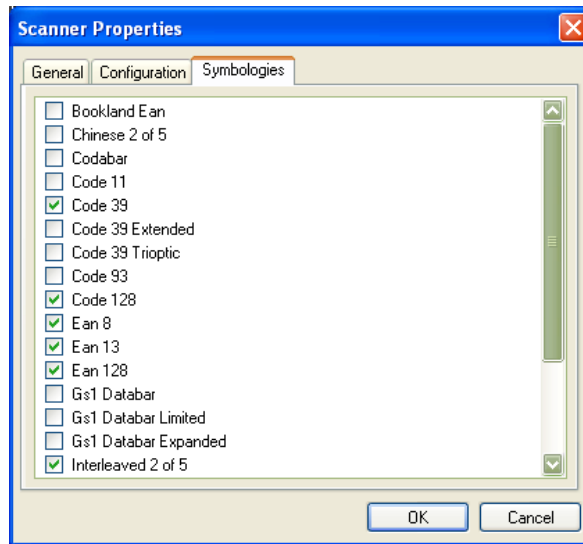 Scanner Properties
General Configuration Symbologies
Bookland Ean
Chinese 2 of 5
Codabar
Code 11
Code 39
Code 39 Extended
Code 39 Trioptic
Code 93
Code 128
Ean 8
Ean 13
Ean 128
Gs1 Databar
Gs1 Databar Limited
Gs1 Databar Expanded
Interleaved 2 of 5
OK Cancel